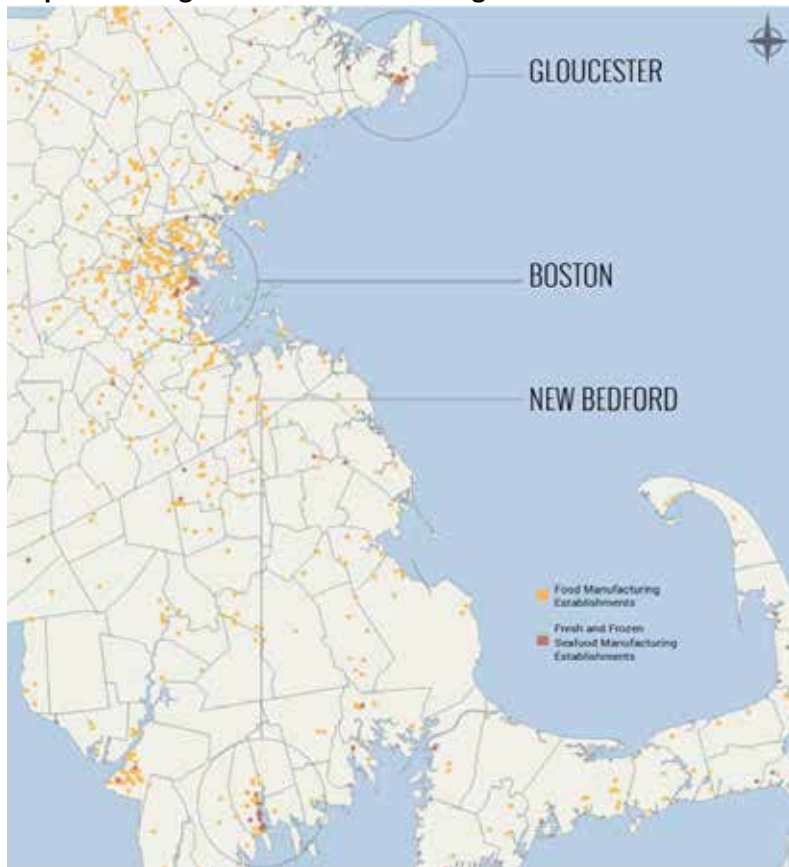 GLOUCESTER
BOSTON
NEW BEDFORD
Food Manufacturing
Establishments
Fresh and Frozen
Seafood Manufacturing
Establishments